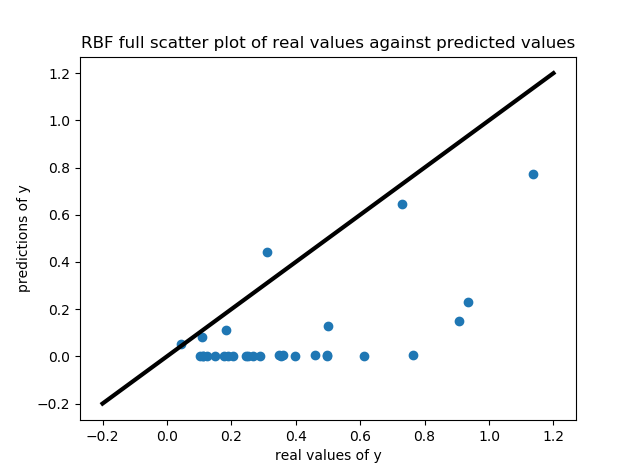 RBF full scatter plot of real values against predicted values
1.2
1.0
0.8
0.6
0.4
0.2
0.0
−0.2
predictions of y
−0.2 0.0 0.2 0.4 0.6 0.8 1.0 1.2
real values of y